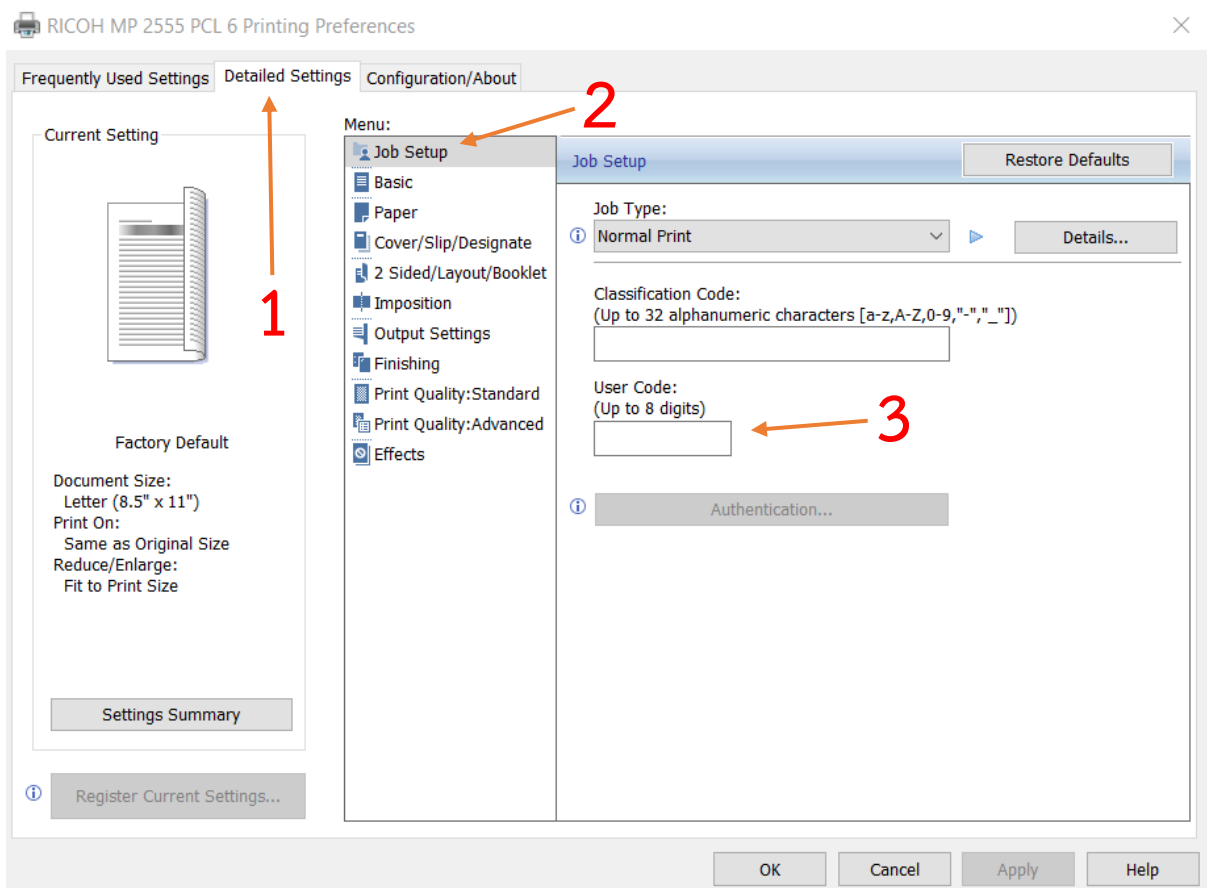 RICOH MP 2555 PCL 6 Printing Preferences
Frequently Used Settings
Detailed Settings
Configuration/About
2
Current Setting
Factory Default
Document Size:
Letter (8.5" x 11")
Print On:
Same as Original Size
Reduce/Enlarge:
Fit to Print Size
Settings Summary
Register Current Settings...
1
Menu:
Job Setup
Basic
Paper
Cover/Slip/Designate
2 Sided/Layout/Booklet
Imposition
Output Settings
Finishing
Print Quality:Standard
Print Quality:Advanced
Effects
Job Setup
Restore Defaults
Job Type:
Normal Print
Details...
Classification Code:
(Up to 32 alphanumeric characters [a-z,A-Z,0-9,"-","_"])
User Code:
(Up to 8 digits)
3
Authentication...
OK
Cancel
Apply
Help